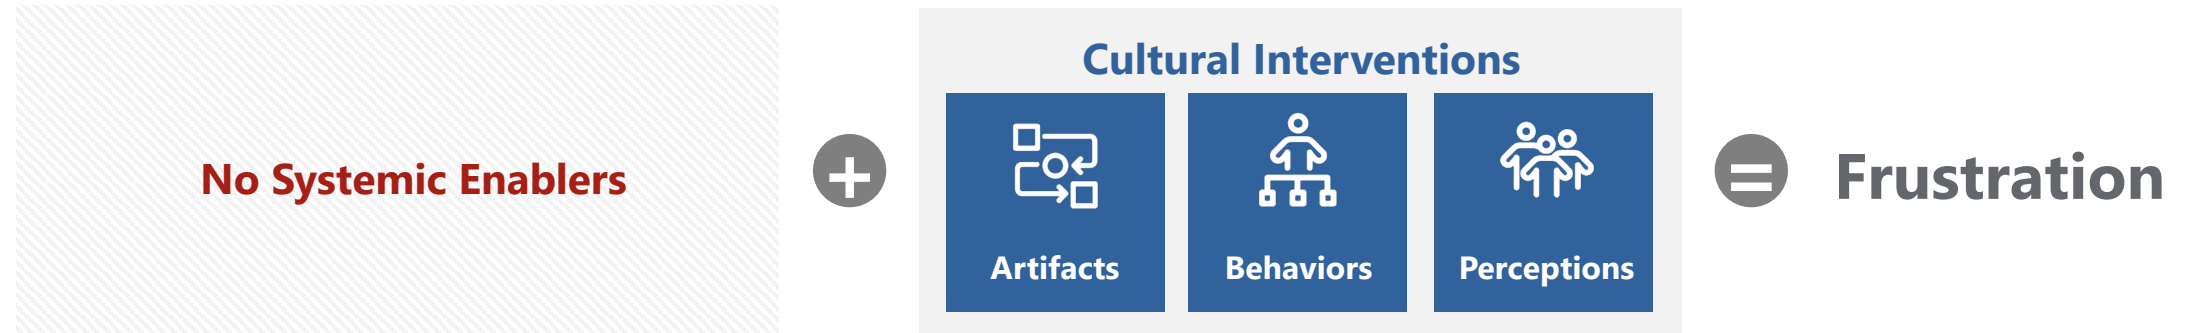 No Systemic Enablers
+
Cultural Interventions
Artifacts
Behaviors
Perceptions
=
Frustration